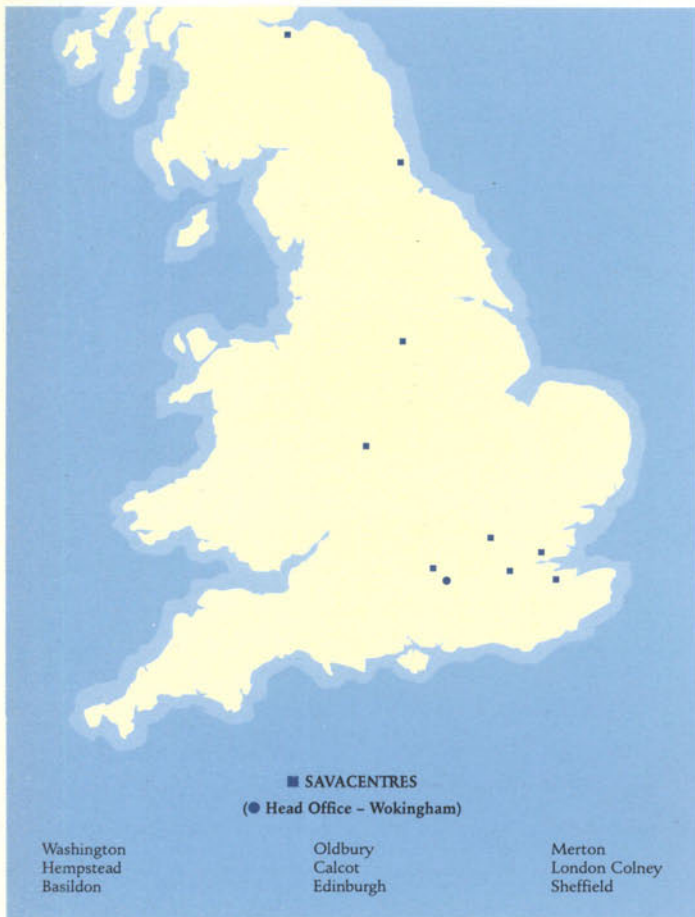 ■ SAVACENTRES
(● Head Office – Wokingham)
Washington
Hempstead
Basildon
Oldbury
Calcot
Edinburgh
Merton
London Colney
Sheffield